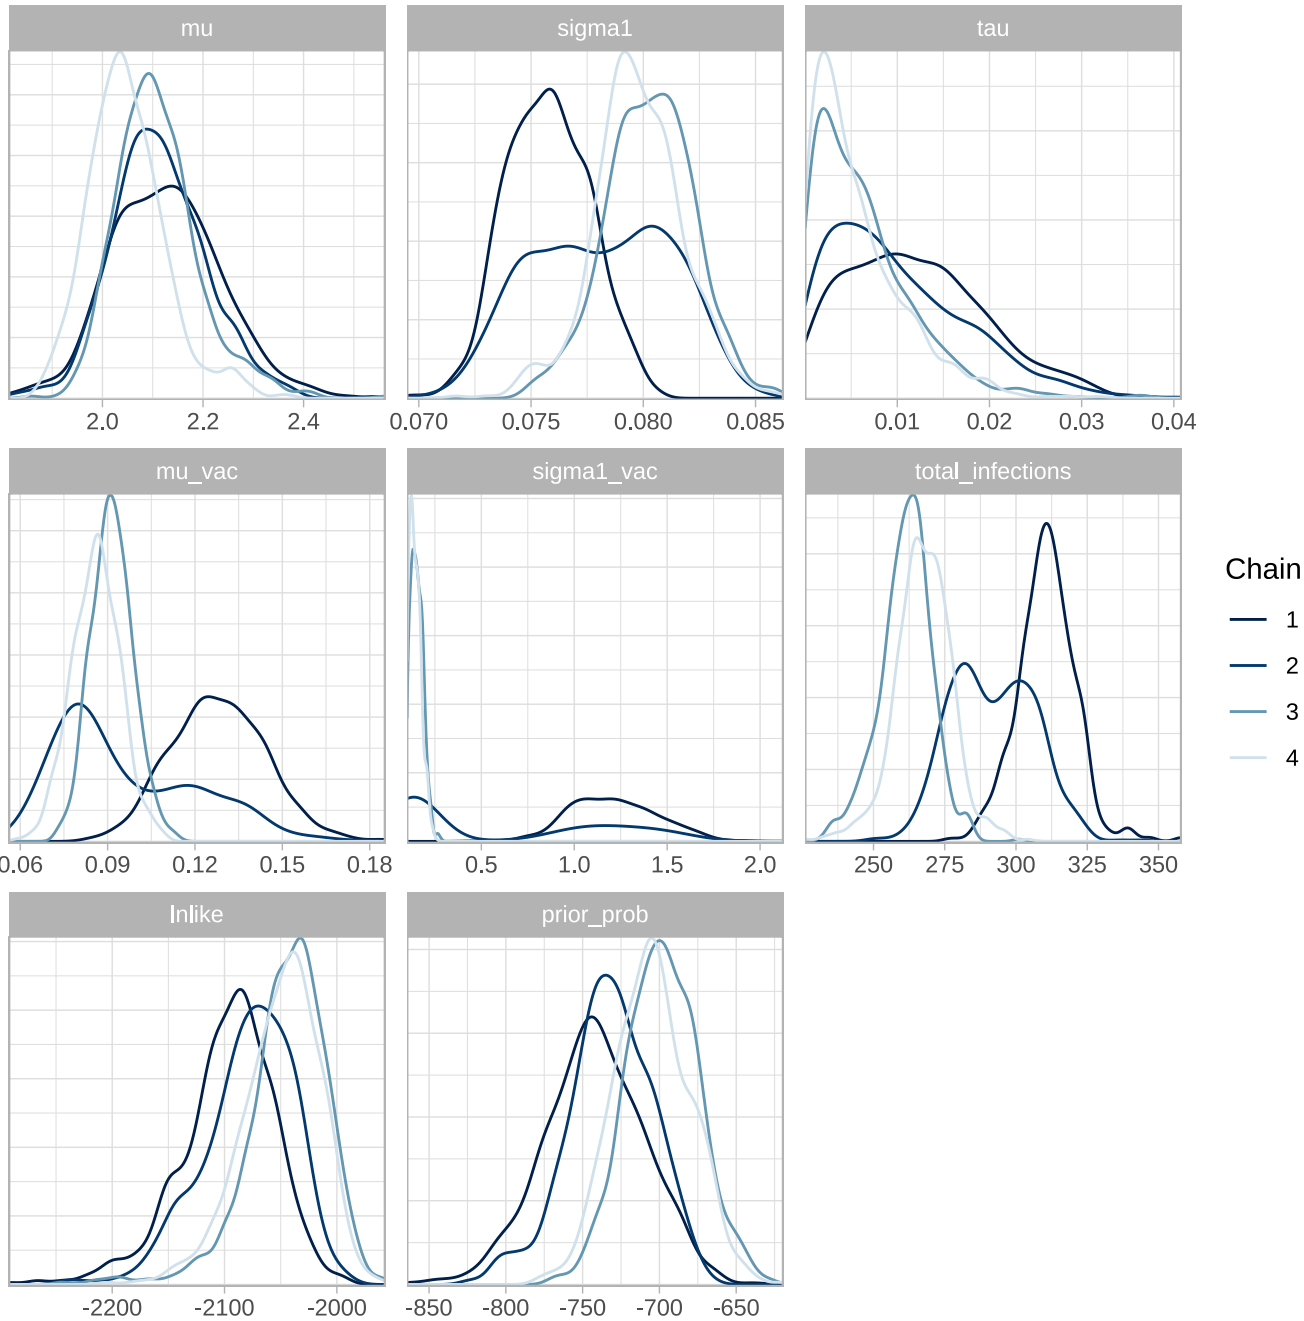 mu sigma1 tau
2.0 2.2 2.4 0.070 0.075 0.080 0.085 0.01 0.02 0.03 0.04
mu_vac sigma1_vac total_infections
0.06 0.09 0.12 0.15 0.18 0.5 1.0 1.5 2.0 250 275 300 325 350
Chain
1
2
3
4
lnlike prior_prob
-2200 -2100 -2000 -850 -800 -750 -700 -650